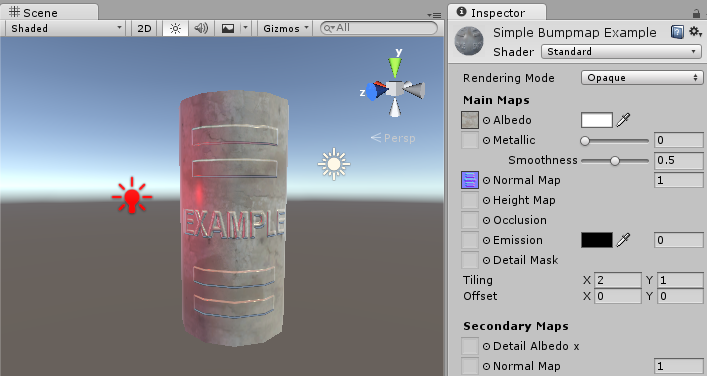 Scene
Shaded
2D
Gizmos
All
y
z
Persp
EXAMPLE
Inspector
Simple Bumpmap Example
Shader Standard
Rendering Mode Opaque
Main Maps
Albedo
Metallic 0
Smoothness 0.5
Normal Map 1
Height Map
Occlusion
Emission 0
Detail Mask
Tiling X 2 Y 1
Offset X 0 Y 0
Secondary Maps
Detail Albedo x
Normal Map 1